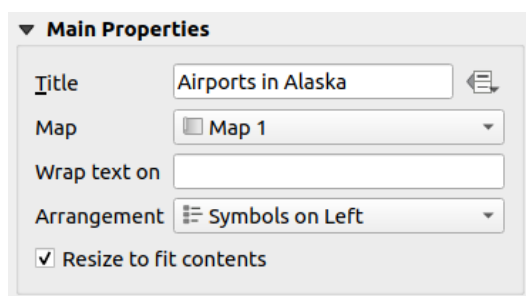 Main Properties
Title Airports in Alaska
Map Map 1
Wrap text on
Arrangement Symbols on Left
Resize to fit contents